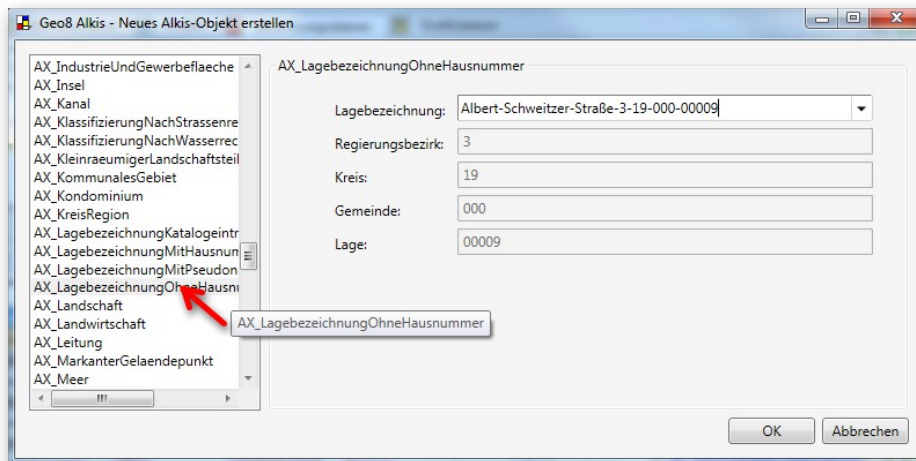 Geo8 Alkis - Neues Alkis-Objekt erstellen
AX_IndustrieUndGewerbeflaeche
AX_Insel
AX_Kanal
AX_KlassifizierungNachStrassenre
AX_KlassifizierungNachWasserrec
AX_KleinraeumigerLandschaftsteil
AX_KommunalesGebiet
AX_Kondominium
AX_KreisRegion
AX_LagebezeichnungKatalogeintr
AX_LagebezeichnungMitHausnum
AX_LagebezeichnungMitPseudon
AX_LagebezeichnungOhneHausnu
AX_Landschaft
AX_Landwirtschaft
AX_Leitung
AX_MarkanterGelaendepunkt
AX_Meer
AX_LagebezeichnungOhneHausnummer
AX_LagebezeichnungOhneHausnummer
Lagebezeichnung: Albert-Schweitzer-Straße-3-19-000-00009
Regierungsbezirk: 3
Kreis: 19
Gemeinde: 000
Lage: 00009
OK Abbrechen